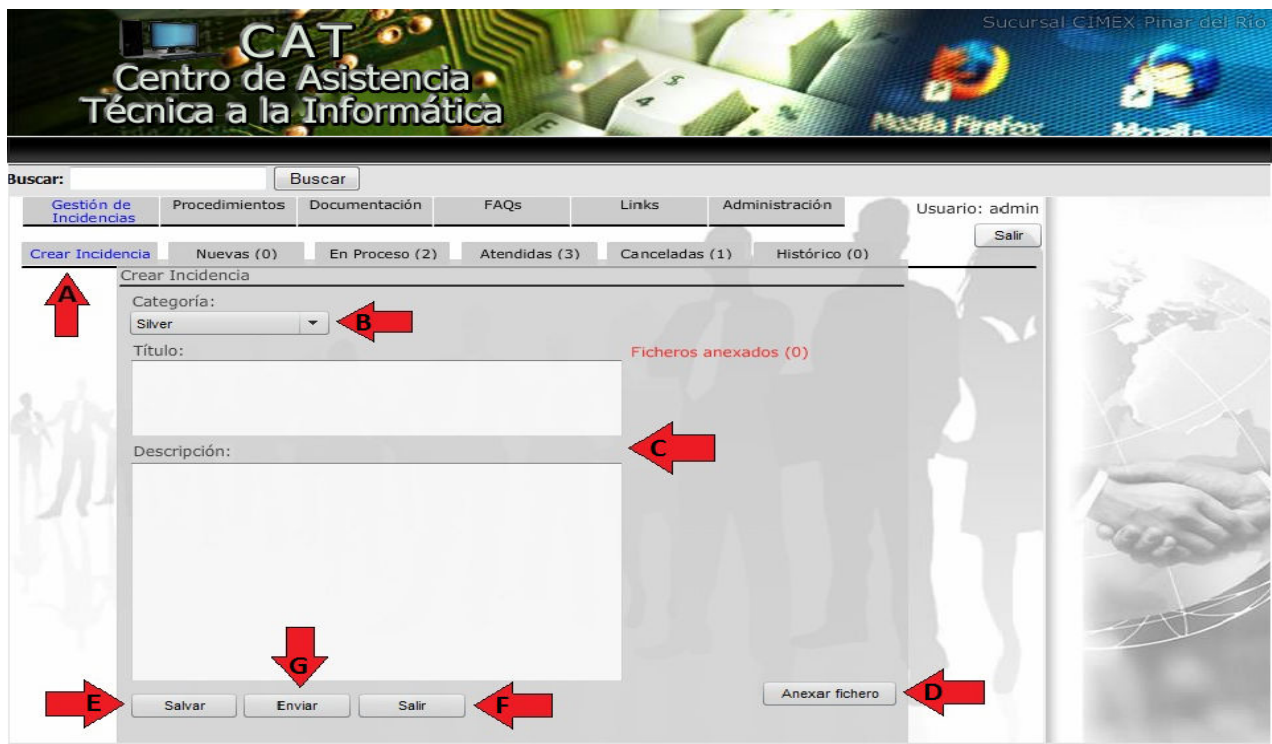 Sucursal CIMEX Pinar del Río
CAT
Centro de Asistencia
Técnica a la Informática
Mozilla Firefox
Mozilla
Buscar:
Buscar
Gestión de Incidencias
Procedimientos
Documentación
FAQs
Links
Administración
Usuario: admin
Salir
Crear Incidencia
Nuevas (0)
En Proceso (2)
Atendidas (3)
Canceladas (1)
Histórico (0)
A
Crear Incidencia
Categoría:
Silver
B
Título:
Ficheros anexados (0)
C
Descripción:
G
E
Salvar
Enviar
Salir
F
Anexar fichero
D